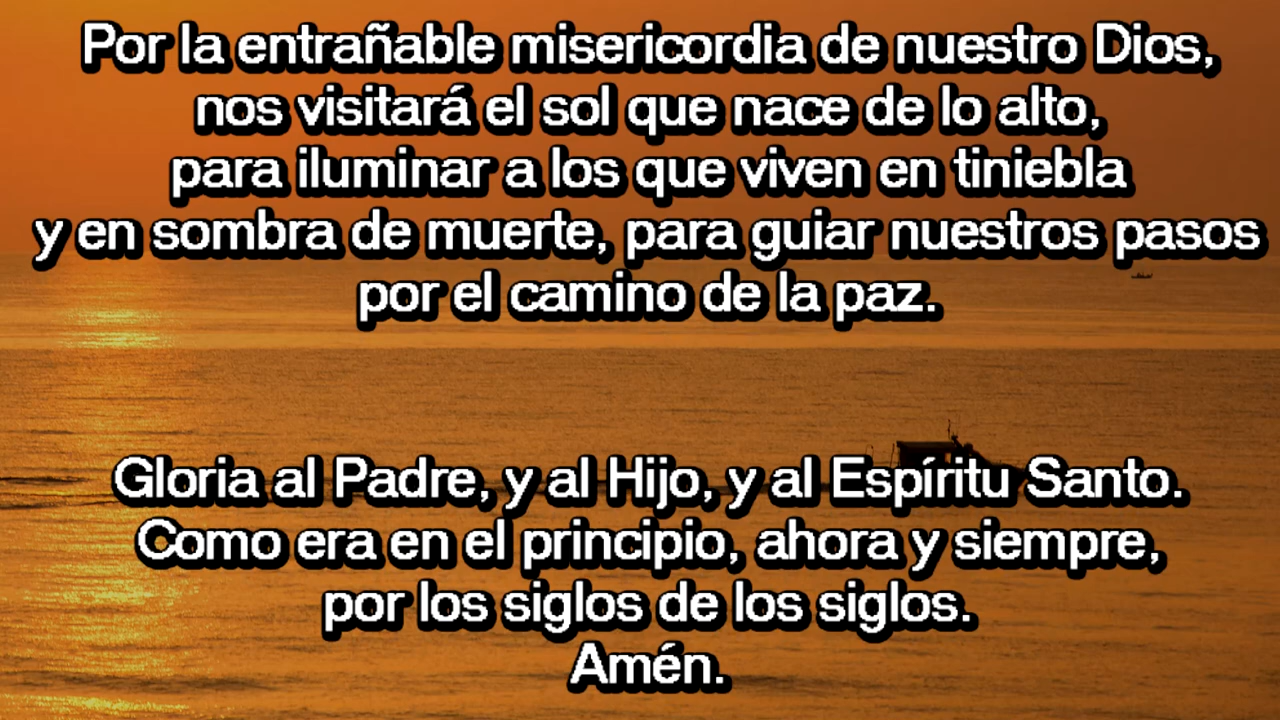 Por la entrañable misericordia de nuestro Dios,
nos visitará el sol que nace de lo alto,
para iluminar a los que viven en tiniebla
y en sombra de muerte, para guiar nuestros pasos
por el camino de la paz.
Gloria al Padre, y al Hijo, y al Espíritu Santo.
Como era en el principio, ahora y siempre,
por los siglos de los siglos.
Amén.